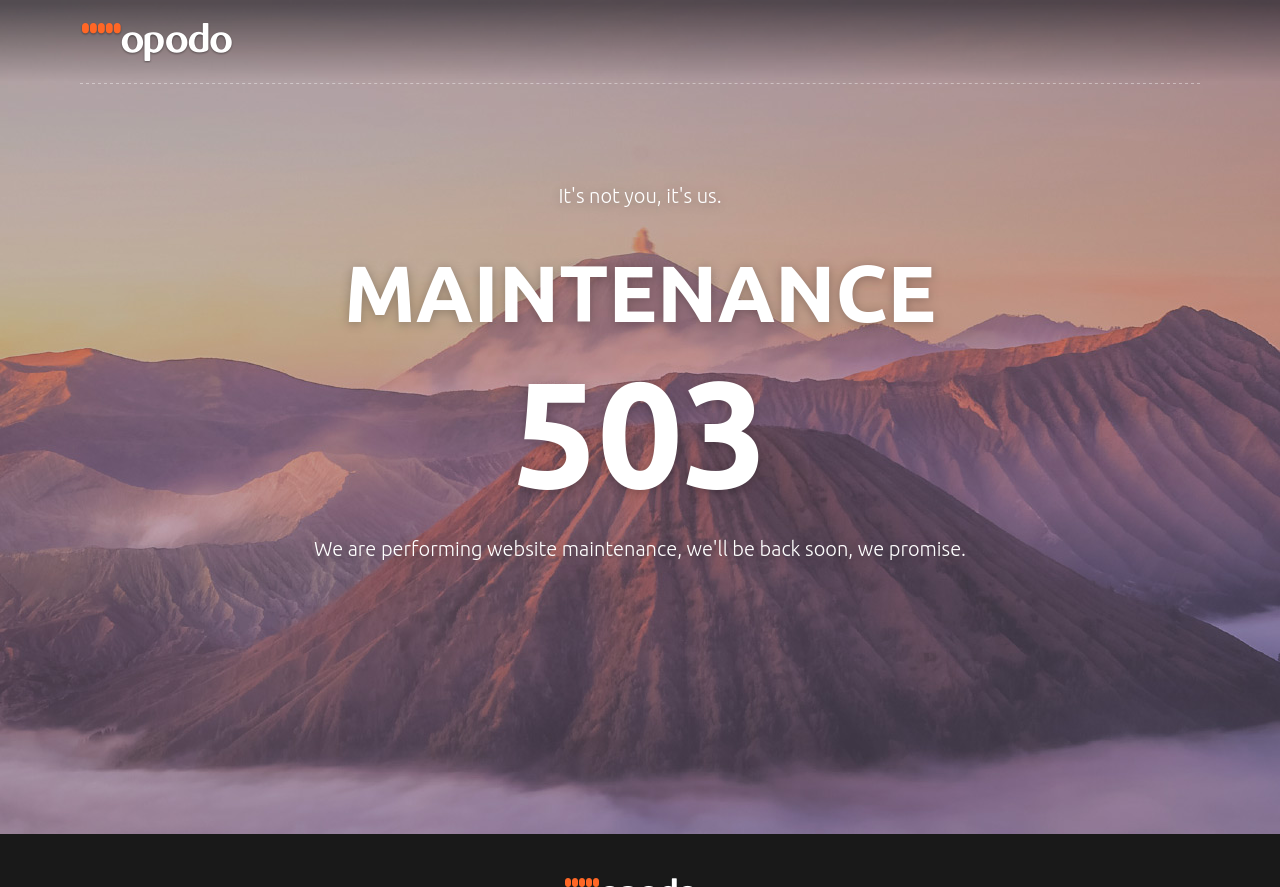 opodo
It's not you, it's us.
MAINTENANCE
503
We are performing website maintenance, we'll be back soon, we promise.
opodo